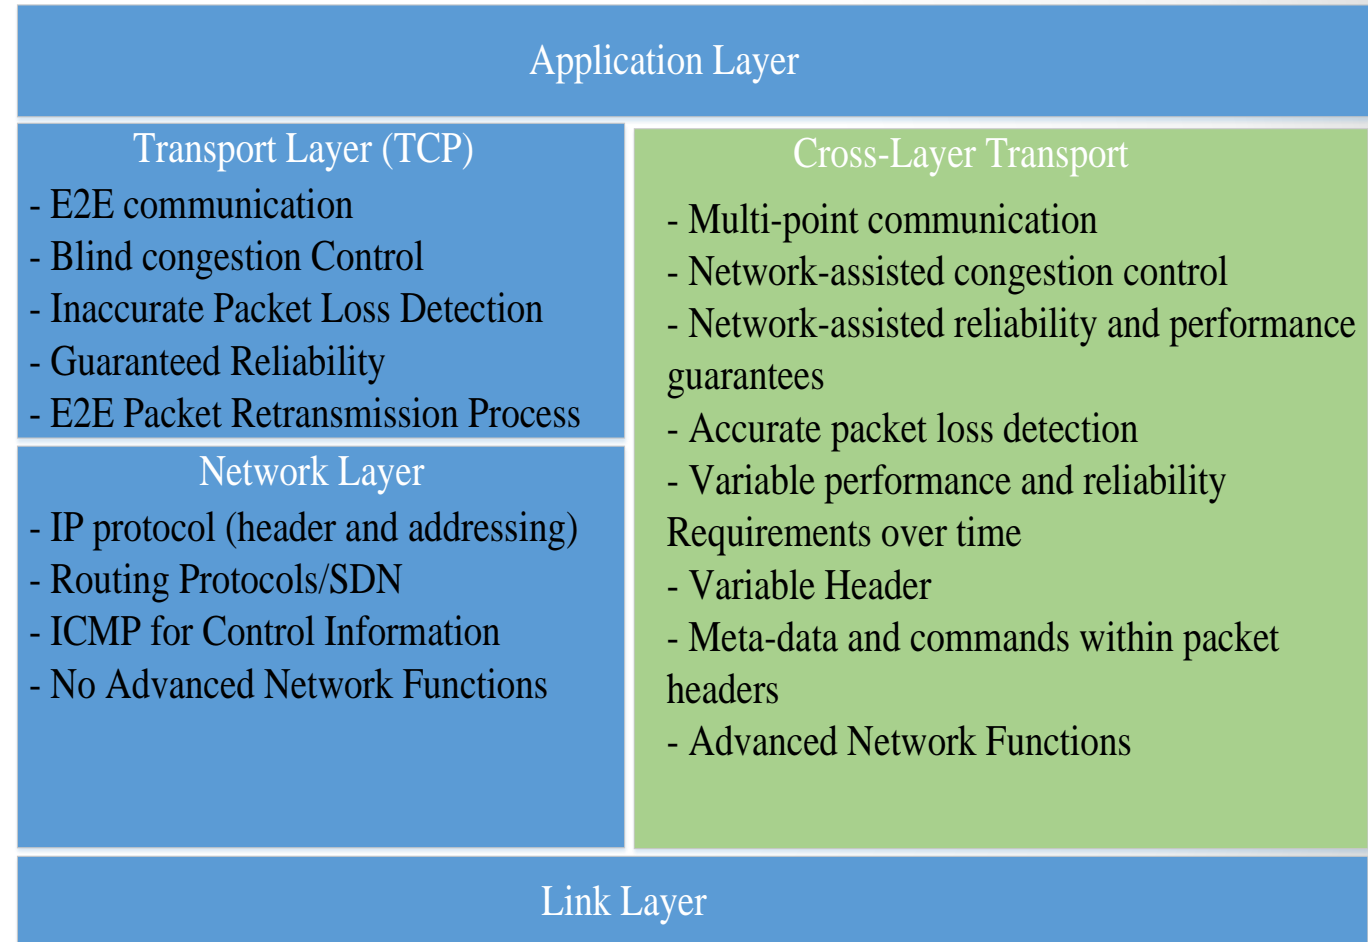 Application Layer
Transport Layer (TCP)
- E2E communication
- Blind congestion Control
- Inaccurate Packet Loss Detection
- Guaranteed Reliability
- E2E Packet Retransmission Process
Network Layer
- IP protocol (header and addressing)
- Routing Protocols/SDN
- ICMP for Control Information
- No Advanced Network Functions
Cross-Layer Transport
- Multi-point communication
- Network-assisted congestion control
- Network-assisted reliability and performance
guarantees
- Accurate packet loss detection
- Variable performance and reliability
Requirements over time
- Variable Header
- Meta-data and commands within packet
headers
- Advanced Network Functions
Link Layer